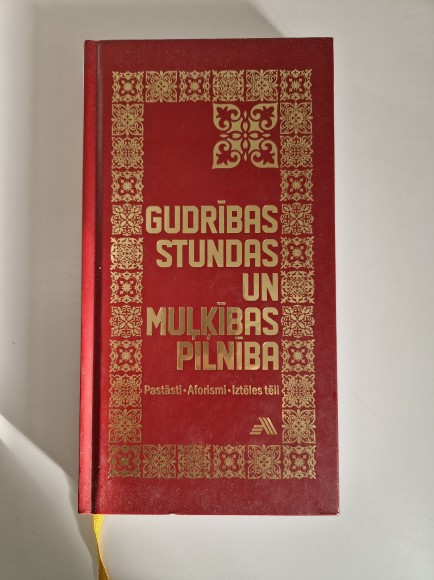 GUDRĪBAS
STUNDAS
UN
MUĻĶĪBAS
PILNĪBA
Pastāsti • Aforismi • Iztēles tēli